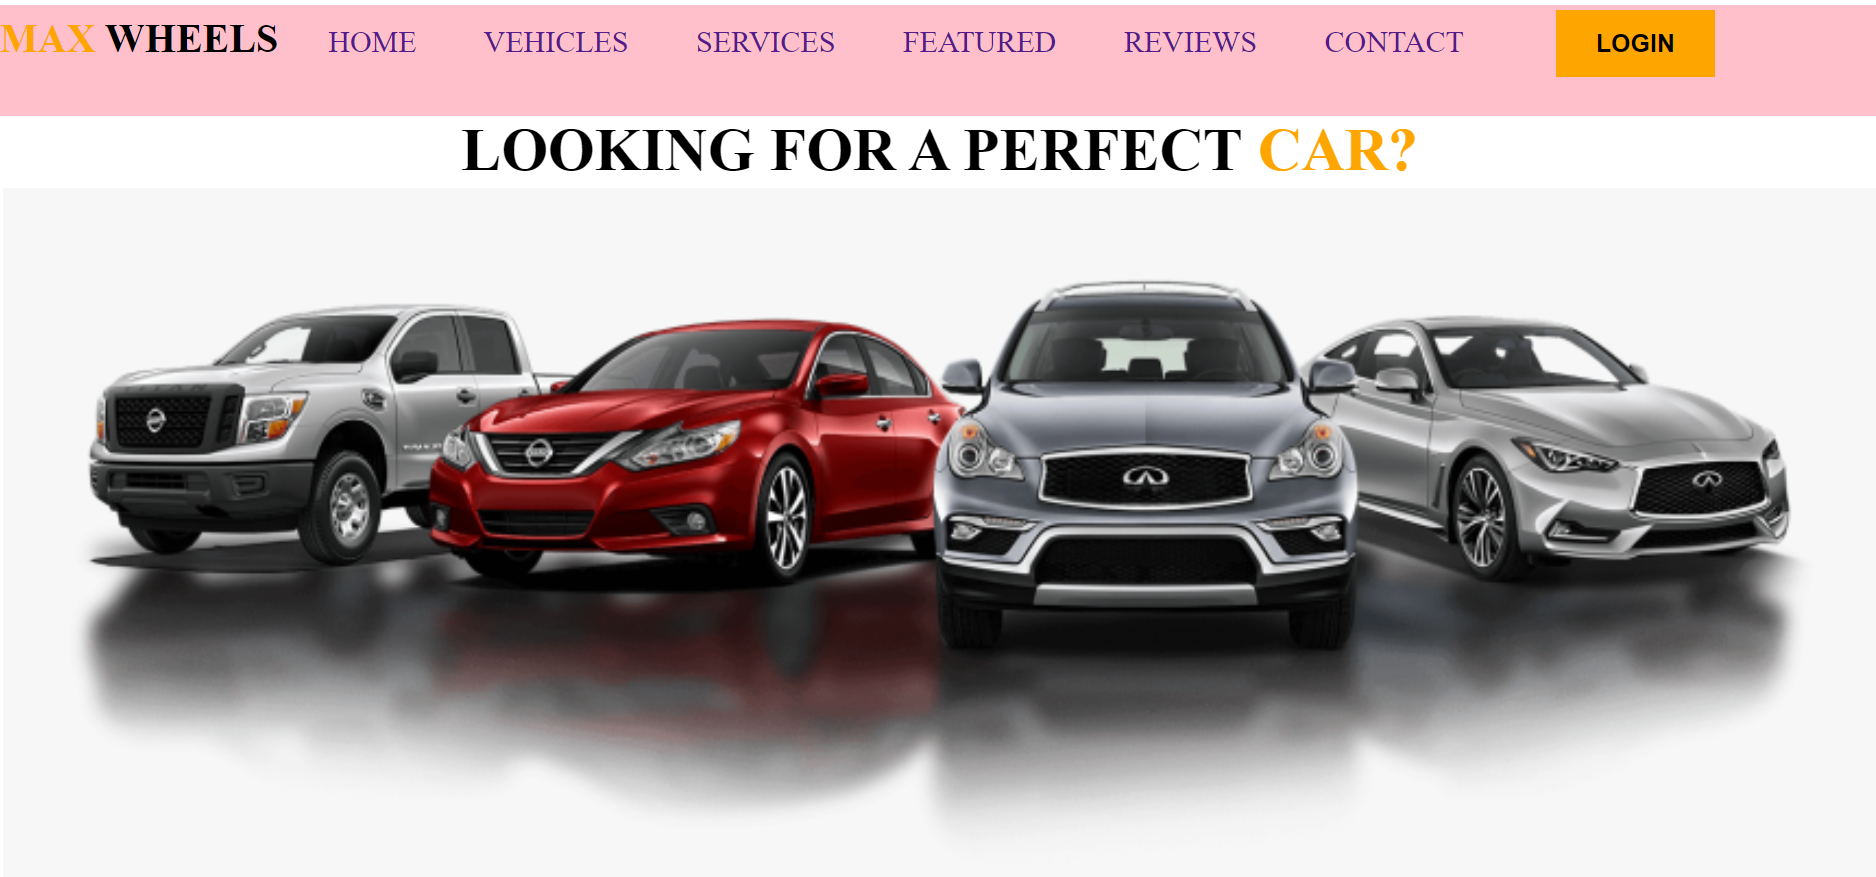 MAX WHEELS HOME VEHICLES SERVICES FEATURED REVIEWS CONTACT LOGIN
LOOKING FOR A PERFECT CAR?